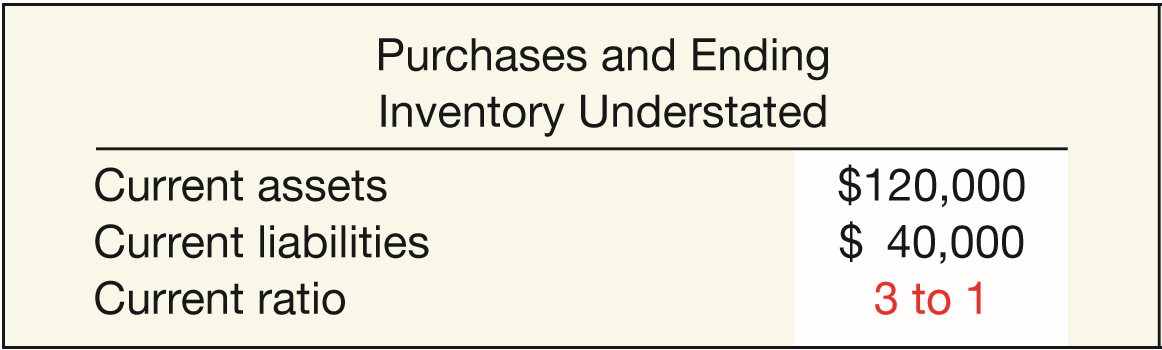 Purchases and Ending
Inventory Understated
Current assets $120,000
Current liabilities $ 40,000
Current ratio 3 to 1